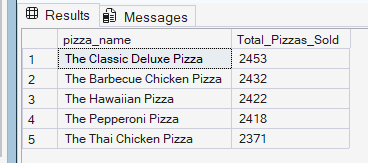 Results Messages
pizza_name Total_Pizzas_Sold
1 The Classic Deluxe Pizza 2453
2 The Barbecue Chicken Pizza 2432
3 The Hawaiian Pizza 2422
4 The Pepperoni Pizza 2418
5 The Thai Chicken Pizza 2371